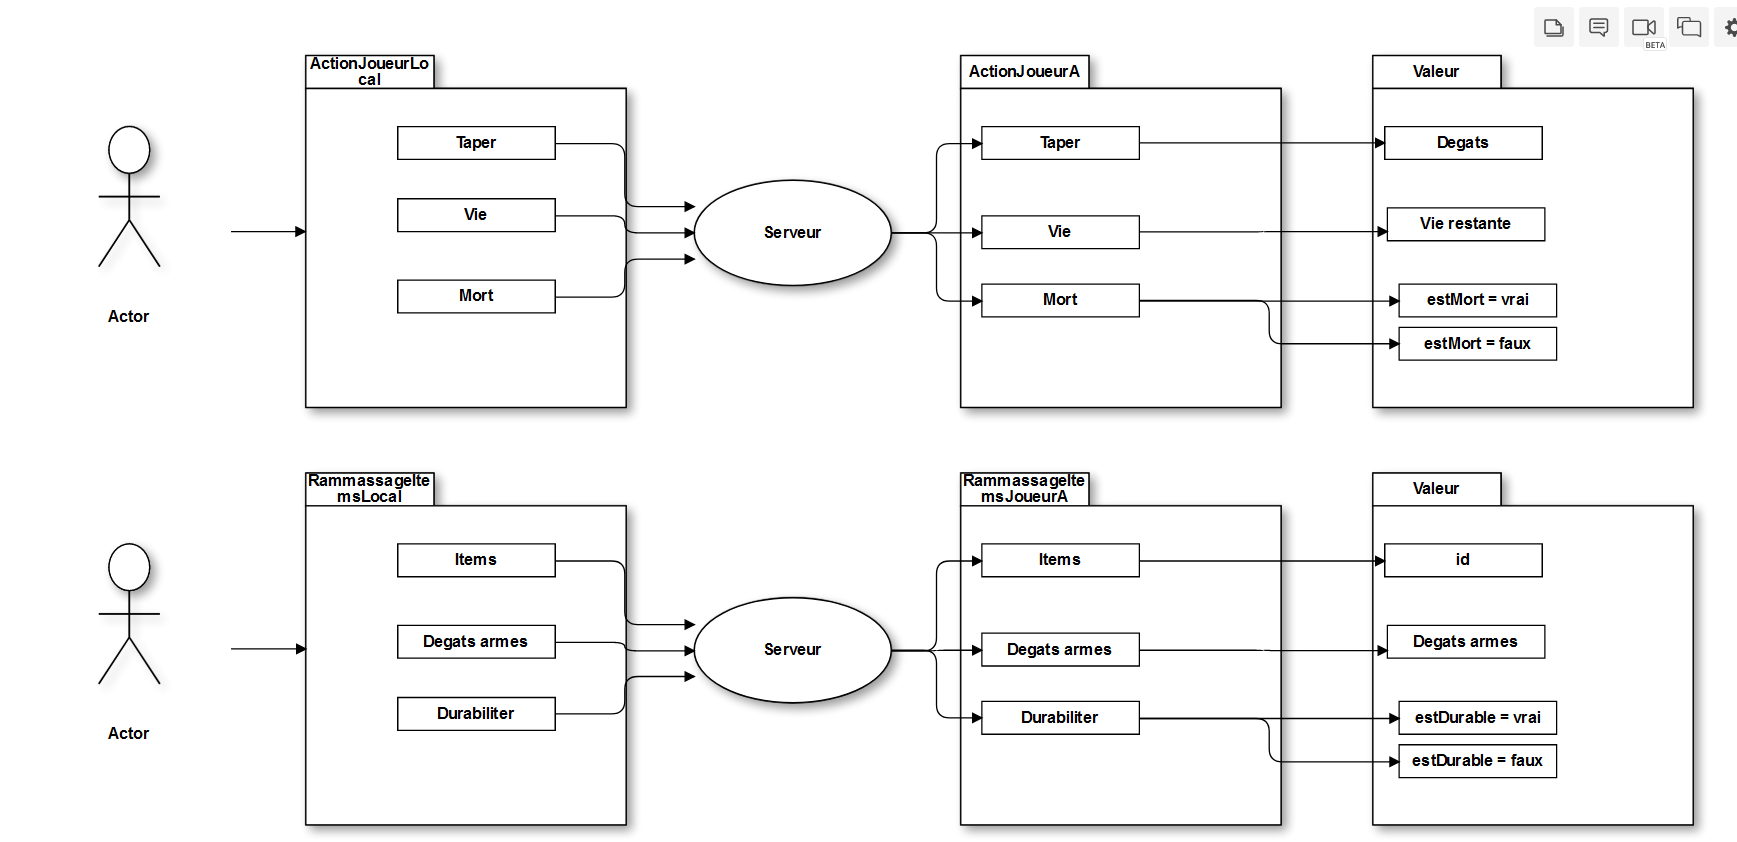 BETA
ActionJoueurLo
cal
ActionJoueurA
Valeur
Taper
Taper
Degats
Vie
Serveur
Vie
Vie restante
Mort
Mort
estMort = vrai
Actor
estMort = faux
RammassageIte
msLocal
RammassageIte
msJoueurA
Valeur
Items
Items
id
Degats armes
Serveur
Degats armes
Degats armes
Durabiliter
Durabiliter
estDurable = vrai
Actor
estDurable = faux